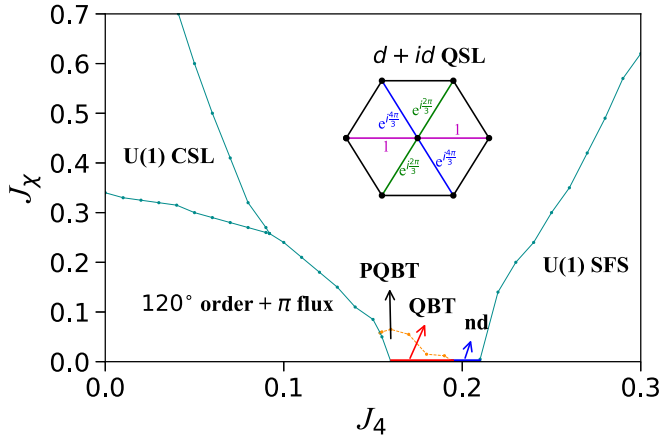 0.7
0.6
0.5
0.4
0.3
0.2
0.1
0.0
J_χ
d + id QSL
e^{i4π/3}
e^{i2π/3}
1
1
e^{i2π/3}
e^{i4π/3}
U(1) CSL
U(1) SFS
PQBT
QBT
120° order + π flux
nd
0.0
0.1
0.2
0.3
J_4